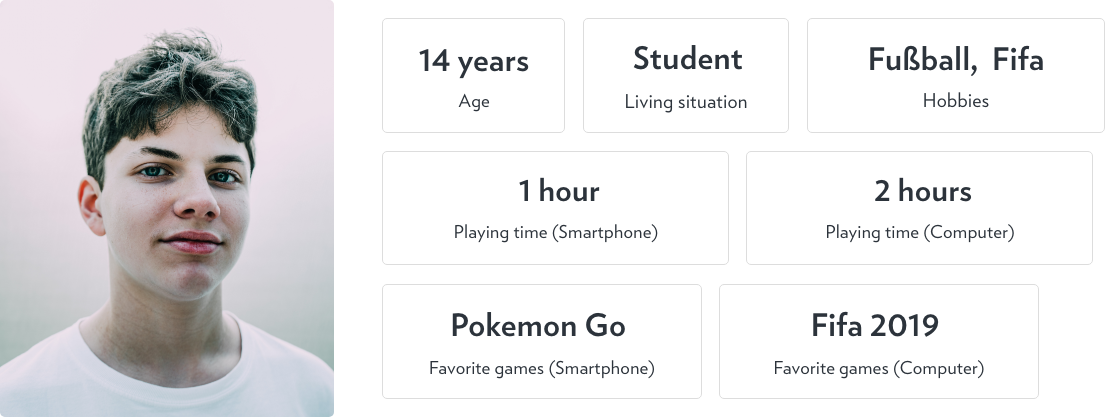 14 years
Age
Student
Living situation
Fußball, Fifa
Hobbies
1 hour
Playing time (Smartphone)
2 hours
Playing time (Computer)
Pokemon Go
Favorite games (Smartphone)
Fifa 2019
Favorite games (Computer)